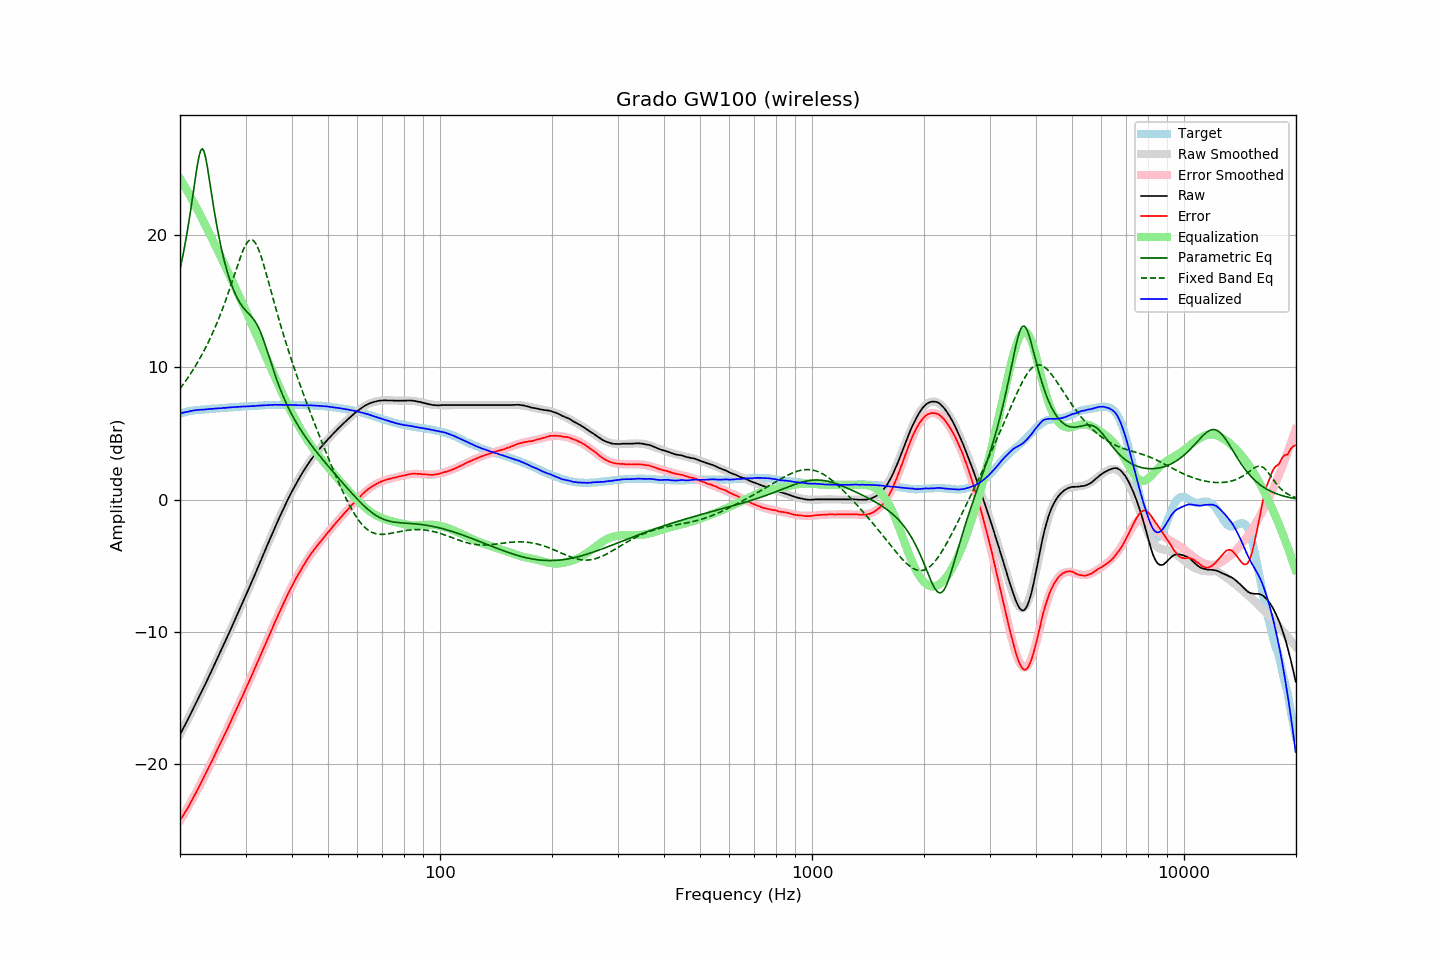 Grado GW100 (wireless)
Target
Raw Smoothed
Error Smoothed
Raw
Error
Equalization
Parametric Eq
Fixed Band Eq
Equalized
20
10
0
−10
−20
Amplitude (dBr)
100
1000
10000
Frequency (Hz)